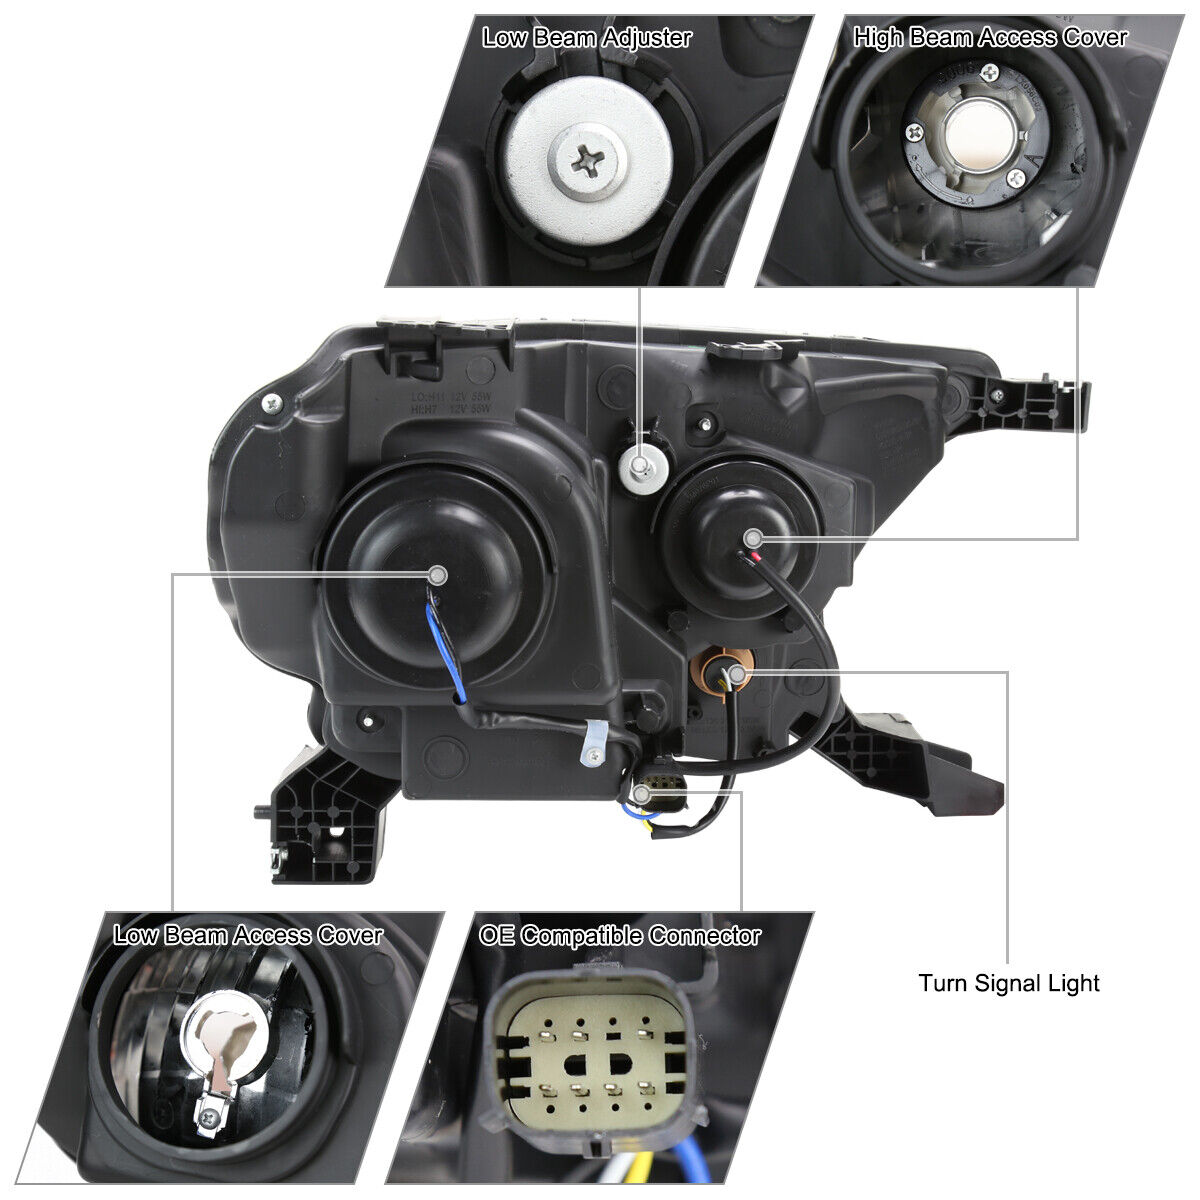 Low Beam Adjuster
High Beam Access Cover
LO:H11 12V 55W
HI:H7 12V 55W
Low Beam Access Cover
OE Compatible Connector
Turn Signal Light
A